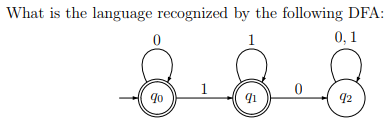 What is the language recognized by the following DFA:
0 1 0, 1
1 0
q0 q1 q2